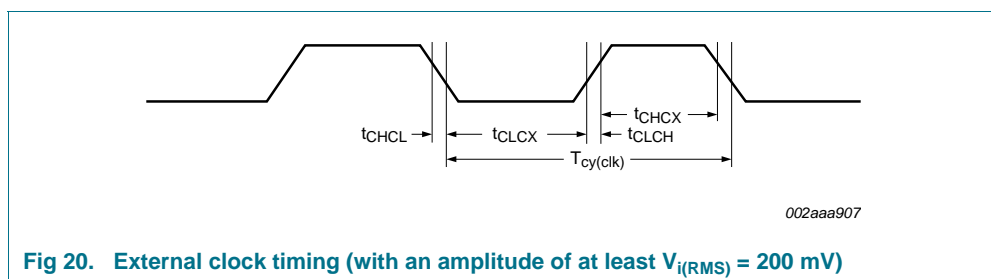 tCHCX
tCHCL
tCLCX
tCLCH
Tcy(clk)
002aaa907
Fig 20. External clock timing (with an amplitude of at least Vi(RMS) = 200 mV)